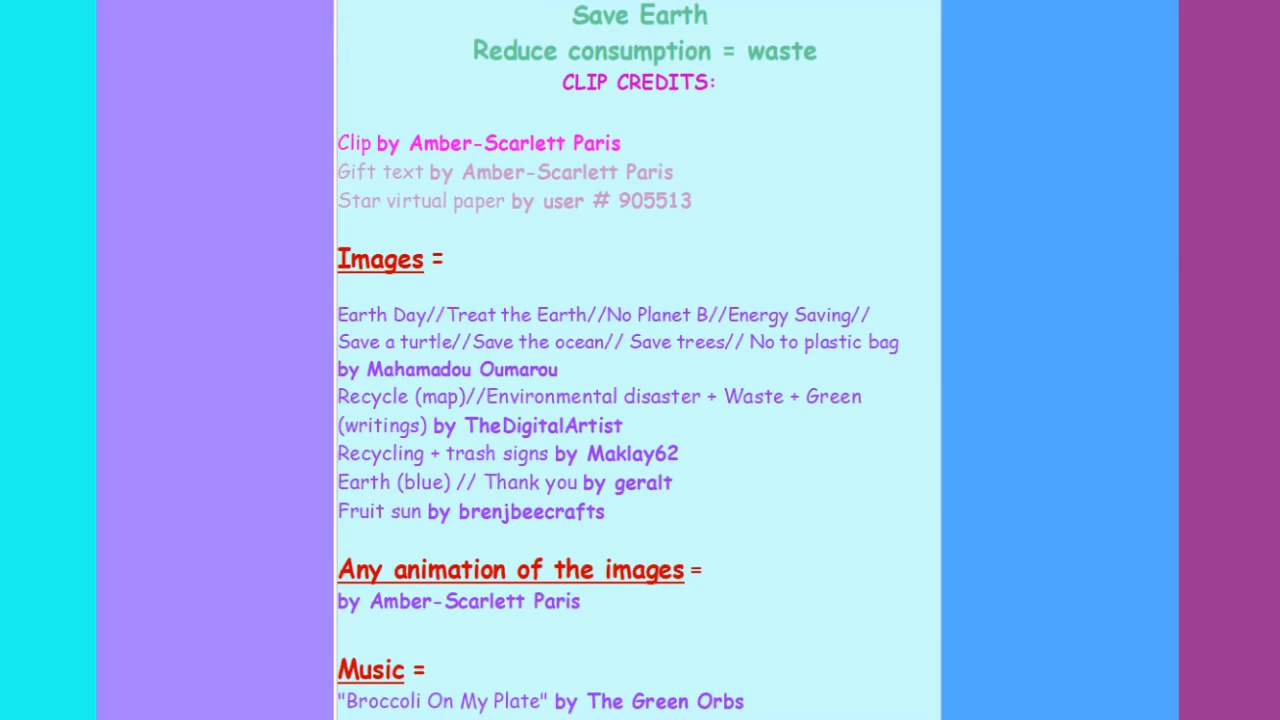 Save Earth
Reduce consumption = waste
CLIP CREDITS:
Clip by Amber-Scarlett Paris
Gift text by Amber-Scarlett Paris
Star virtual paper by user # 905513
Images =
Earth Day//Treat the Earth//No Planet B//Energy Saving//
Save a turtle//Save the ocean// Save trees// No to plastic bag
by Mahamadou Oumarou
Recycle (map)//Environmental disaster + Waste + Green
(writings) by TheDigitalArtist
Recycling + trash signs by Maklay62
Earth (blue) // Thank you by geralt
Fruit sun by brenjbeecrafts
Any animation of the images =
by Amber-Scarlett Paris
Music =
"Broccoli On My Plate" by The Green Orbs